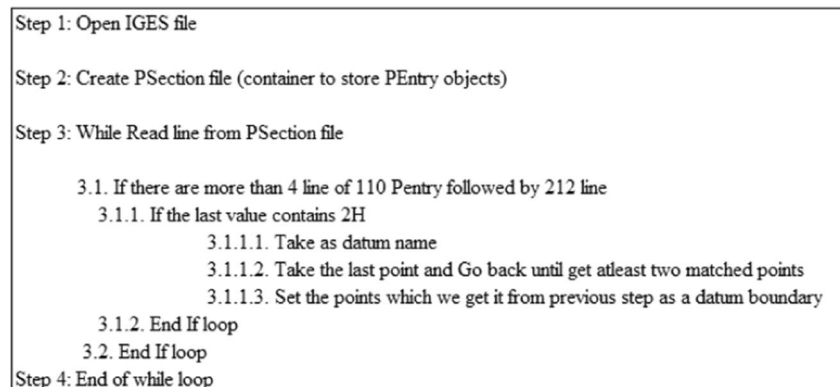 Step 1: Open IGES file
Step 2: Create PSection file (container to store PEntry objects)
Step 3: While Read line from PSection file
3.1. If there are more than 4 line of 110 Pentry followed by 212 line
3.1.1. If the last value contains 2H
3.1.1.1. Take as datum name
3.1.1.2. Take the last point and Go back until get atleast two matched points
3.1.1.3. Set the points which we get it from previous step as a datum boundary
3.1.2. End If loop
3.2. End If loop
Step 4: End of while loop